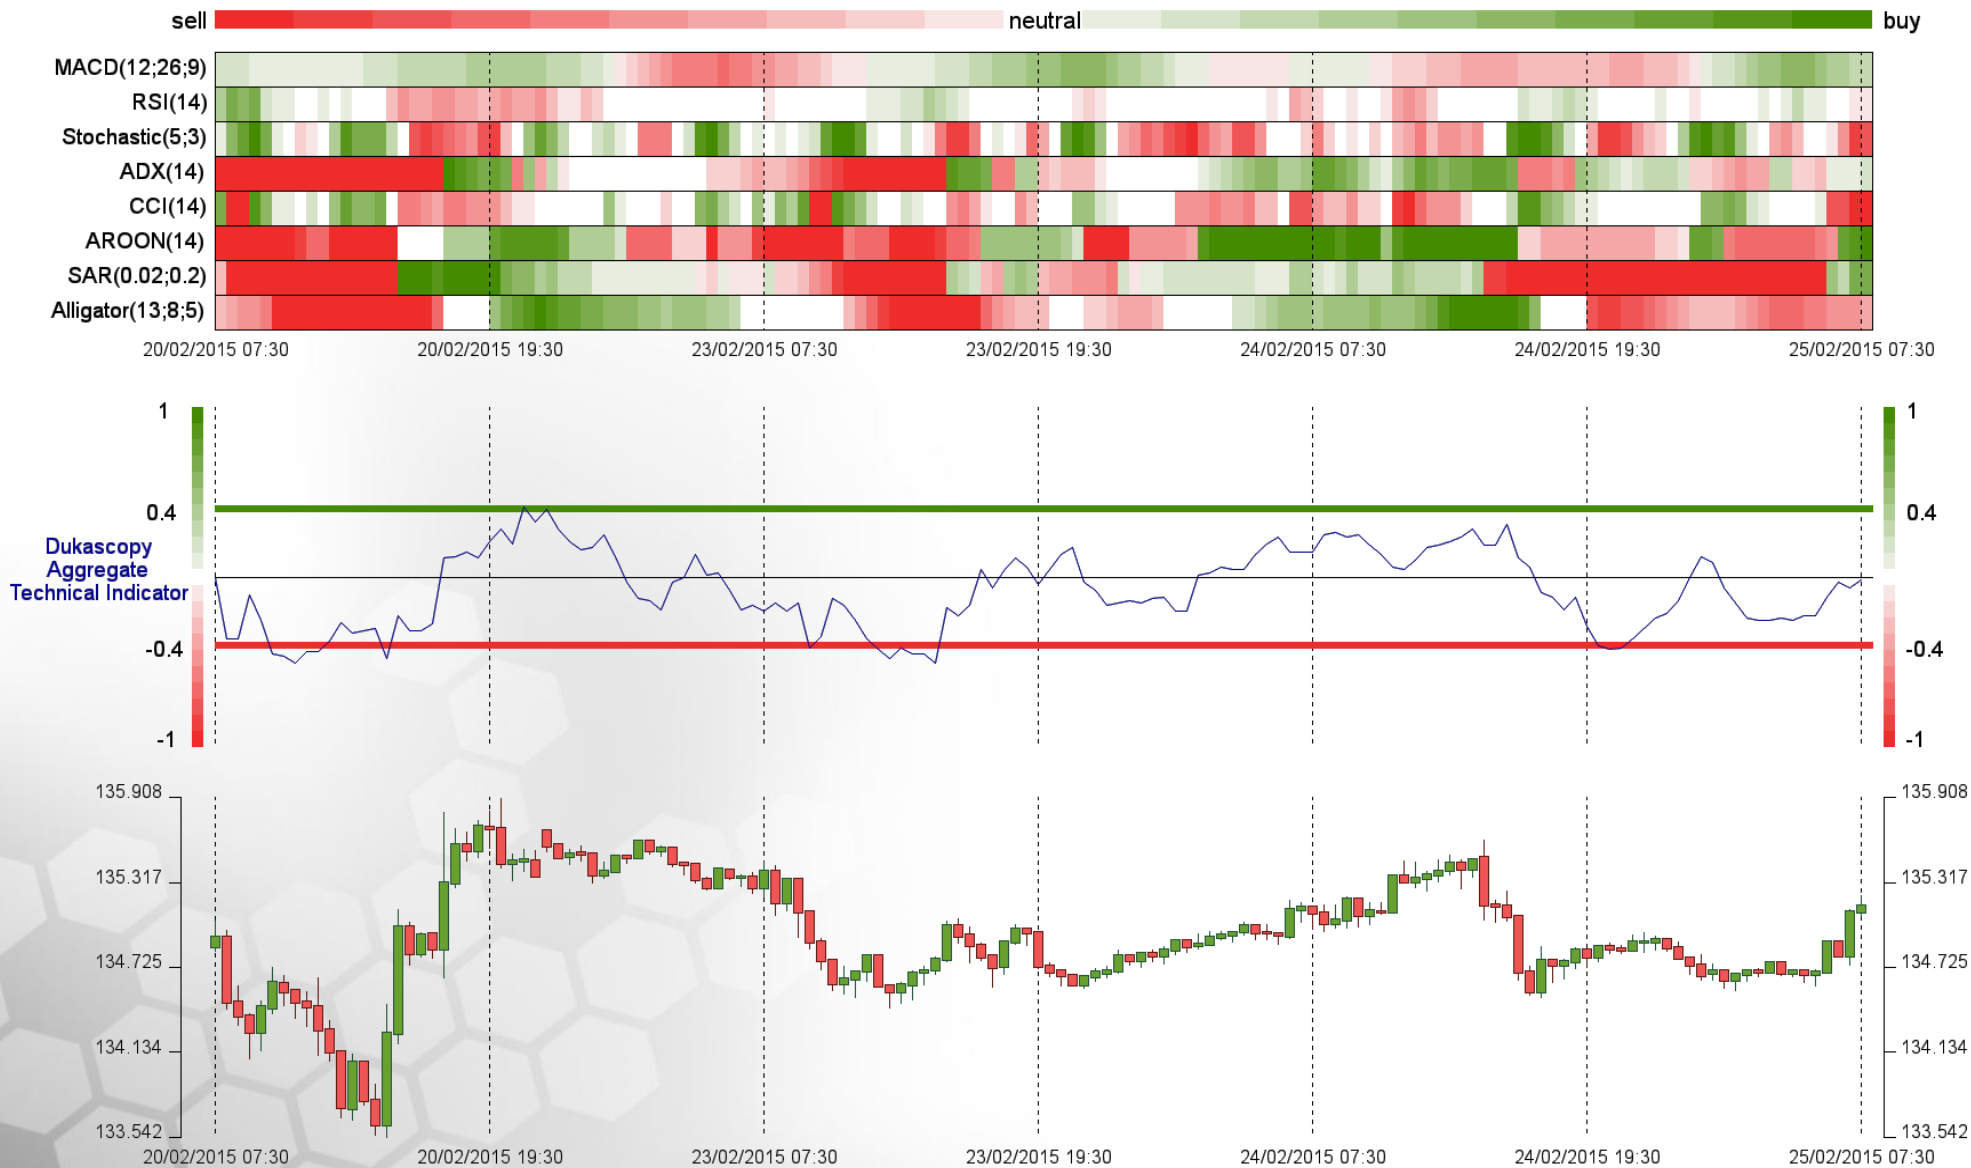 sell neutral buy
MACD(12;26;9)
RSI(14)
Stochastic(5;3)
ADX(14)
CCI(14)
AROON(14)
SAR(0.02;0.2)
Alligator(13;8;5)
20/02/2015 07:30 20/02/2015 19:30 23/02/2015 07:30 23/02/2015 19:30 24/02/2015 07:30 24/02/2015 19:30 25/02/2015 07:30
1 1
0.4 0.4
Dukascopy
Aggregate
Technical Indicator
-0.4 -0.4
-1 -1
135.908 135.908
135.317 135.317
134.725 134.725
134.134 134.134
133.542 133.542
20/02/2015 07:30 20/02/2015 19:30 23/02/2015 07:30 23/02/2015 19:30 24/02/2015 07:30 24/02/2015 19:30 25/02/2015 07:30